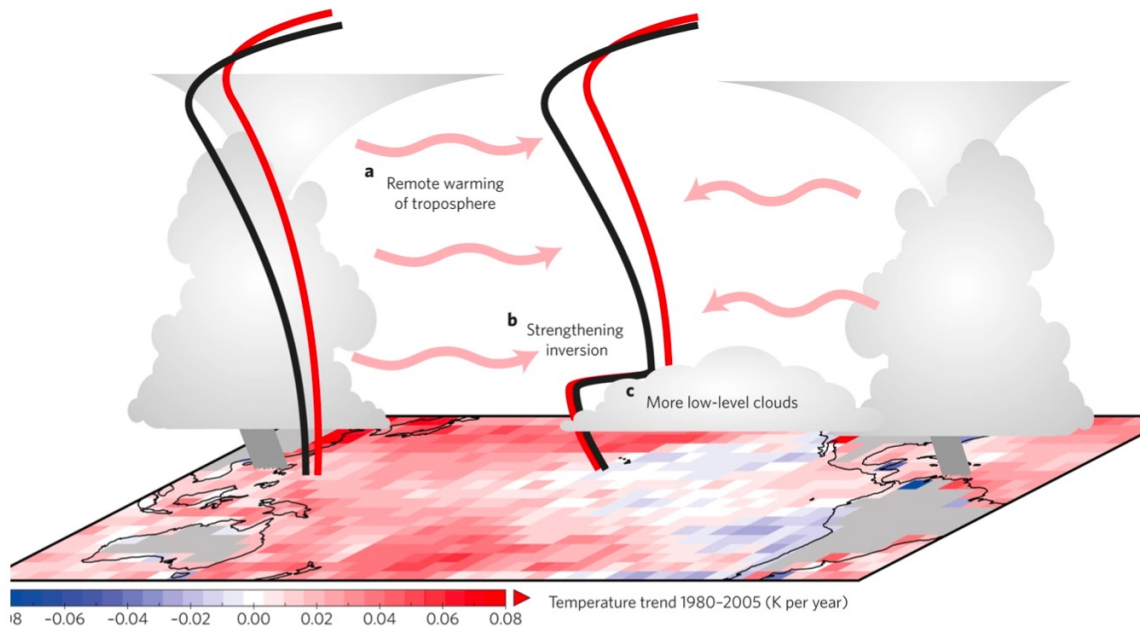 a
Remote warming
of troposphere
b
Strengthening
inversion
c
More low-level clouds
−0.06 −0.04 −0.02 0.00 0.02 0.04 0.06 0.08
Temperature trend 1980–2005 (K per year)